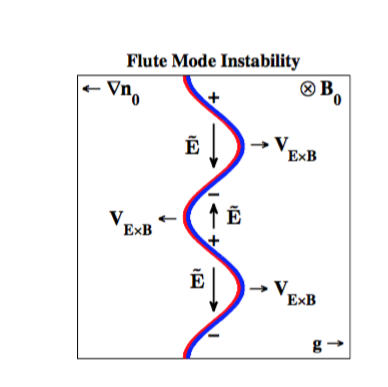 Flute Mode Instability
← ∇n₀ ⊗ B₀
+
Ẽ → V_E×B
−
V_E×B ← Ẽ
+
Ẽ → V_E×B
−
g →